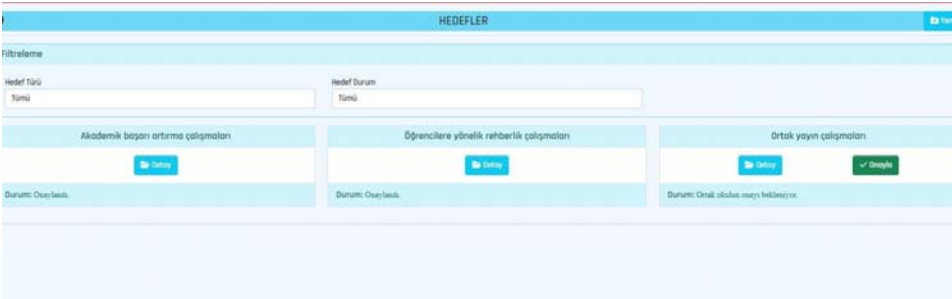 HEDEFLER
Filtreleme
Hedef Türü
Hedef Durum
Tümü
Tümü
Akademik başarı artırma çalışmaları
Öğrencilere yönelik rehberlik çalışmaları
Ortak yayın çalışmaları
Detay
Detay
Detay
Onayla
Durum: Onaylandı.
Durum: Onaylandı.
Durum: Ortak okulun onayı bekleniyor.